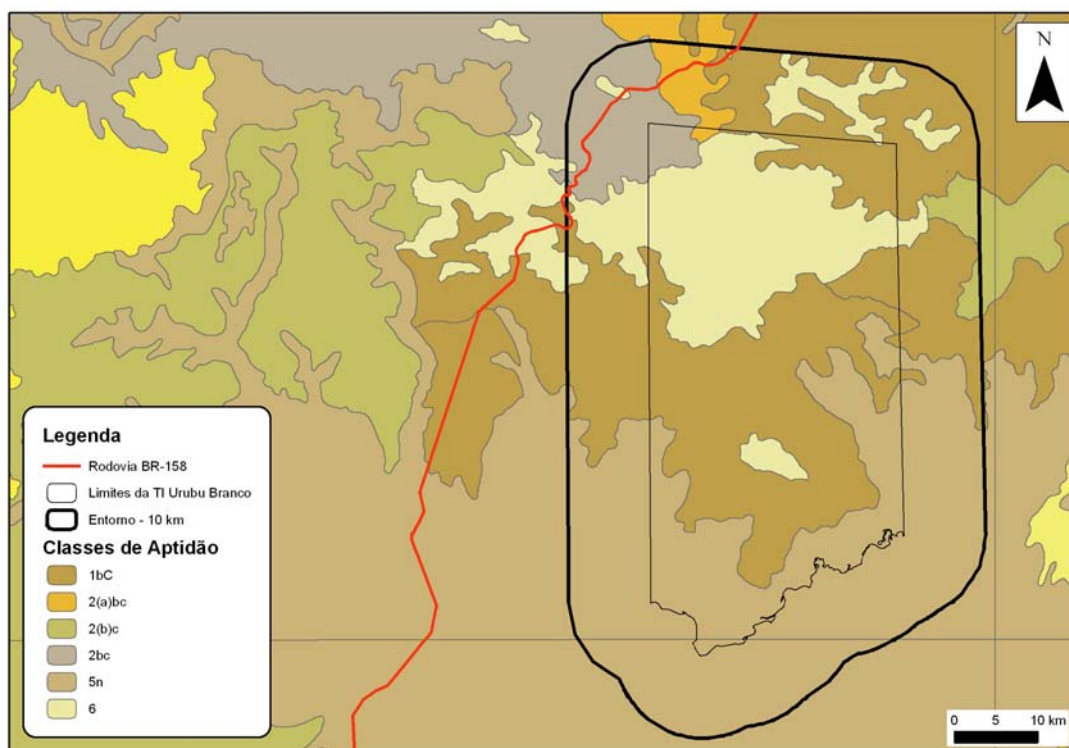 N
Legenda
Rodovia BR-158
Limites da TI Urubu Branco
Entorno - 10 km
Classes de Aptidão
1bC
2(a)bc
2(b)c
2bc
5n
6
0 5 10 km